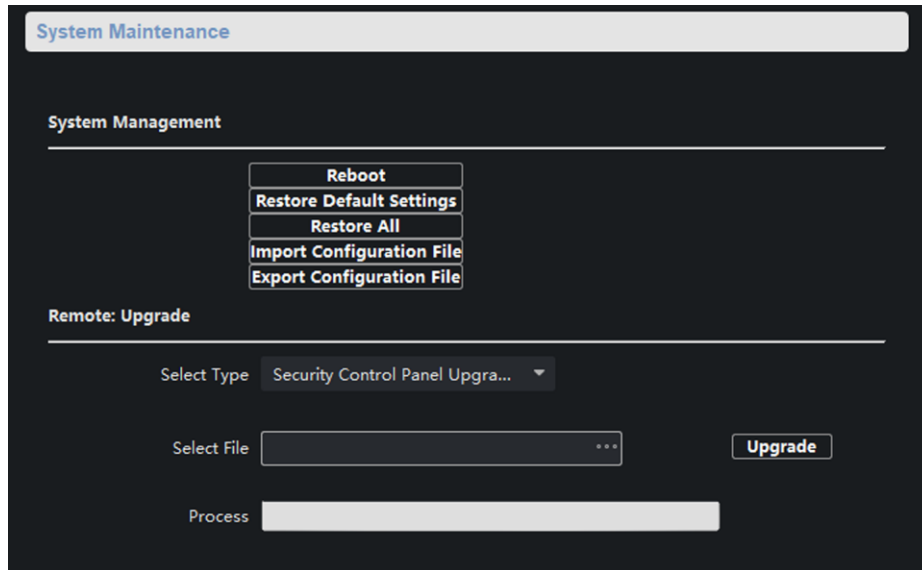 System Maintenance
System Management
Reboot
Restore Default Settings
Restore All
Import Configuration File
Export Configuration File
Remote: Upgrade
Select Type Security Control Panel Upgra...
Select File ... Upgrade
Process